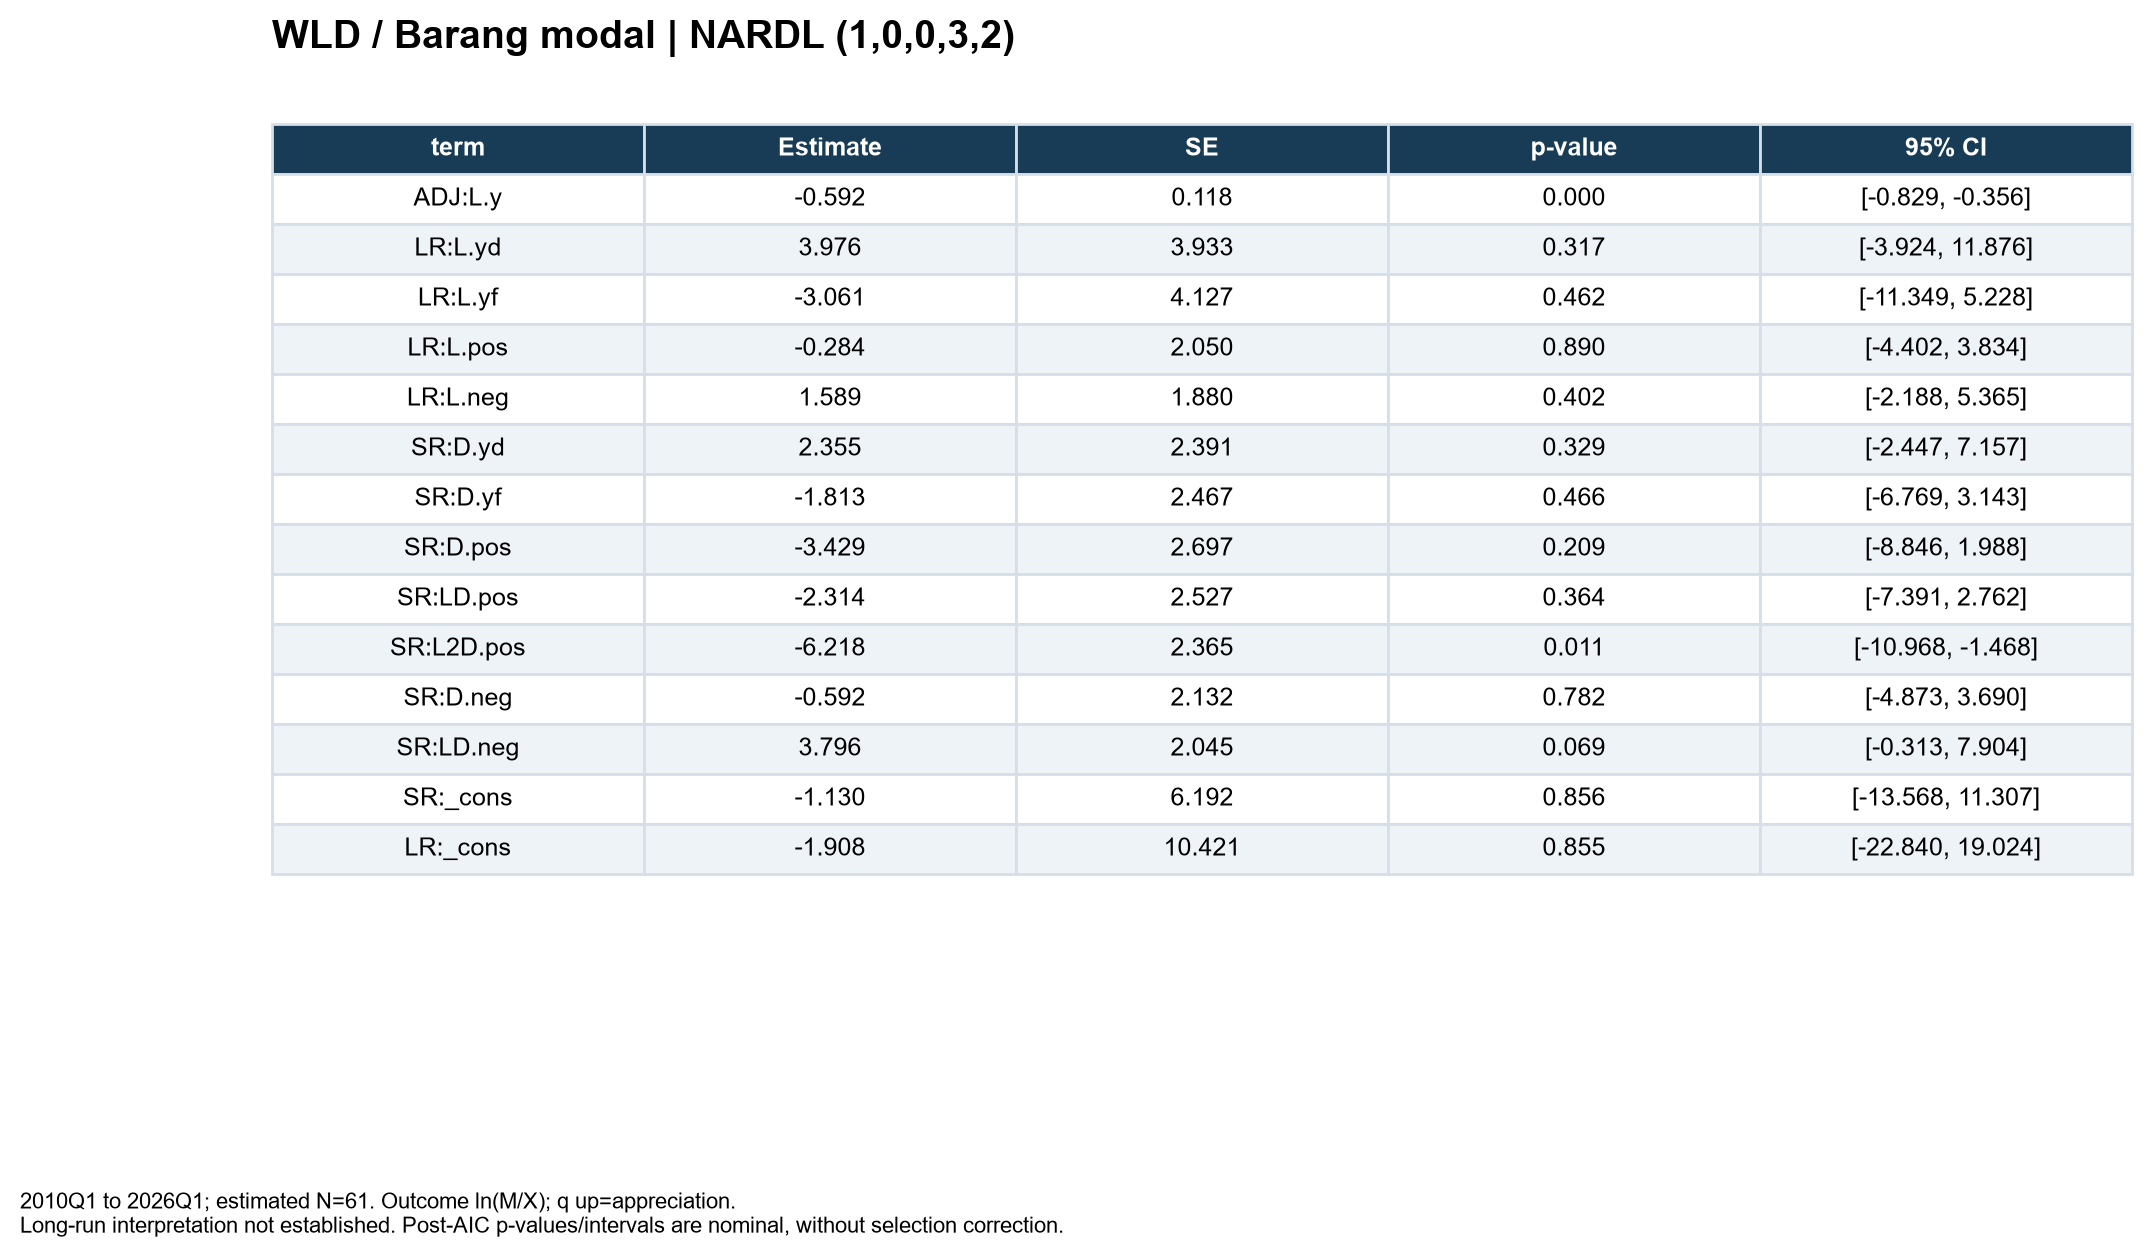 WLD / Barang modal | NARDL (1,0,0,3,2)
term Estimate SE p-value 95% CI
ADJ:L.y -0.592 0.118 0.000 [-0.829, -0.356]
LR:L.yd 3.976 3.933 0.317 [-3.924, 11.876]
LR:L.yf -3.061 4.127 0.462 [-11.349, 5.228]
LR:L.pos -0.284 2.050 0.890 [-4.402, 3.834]
LR:L.neg 1.589 1.880 0.402 [-2.188, 5.365]
SR:D.yd 2.355 2.391 0.329 [-2.447, 7.157]
SR:D.yf -1.813 2.467 0.466 [-6.769, 3.143]
SR:D.pos -3.429 2.697 0.209 [-8.846, 1.988]
SR:LD.pos -2.314 2.527 0.364 [-7.391, 2.762]
SR:L2D.pos -6.218 2.365 0.011 [-10.968, -1.468]
SR:D.neg -0.592 2.132 0.782 [-4.873, 3.690]
SR:LD.neg 3.796 2.045 0.069 [-0.313, 7.904]
SR:_cons -1.130 6.192 0.856 [-13.568, 11.307]
LR:_cons -1.908 10.421 0.855 [-22.840, 19.024]
2010Q1 to 2026Q1; estimated N=61. Outcome ln(M/X); q up=appreciation.
Long-run interpretation not established. Post-AIC p-values/intervals are nominal, without selection correction.